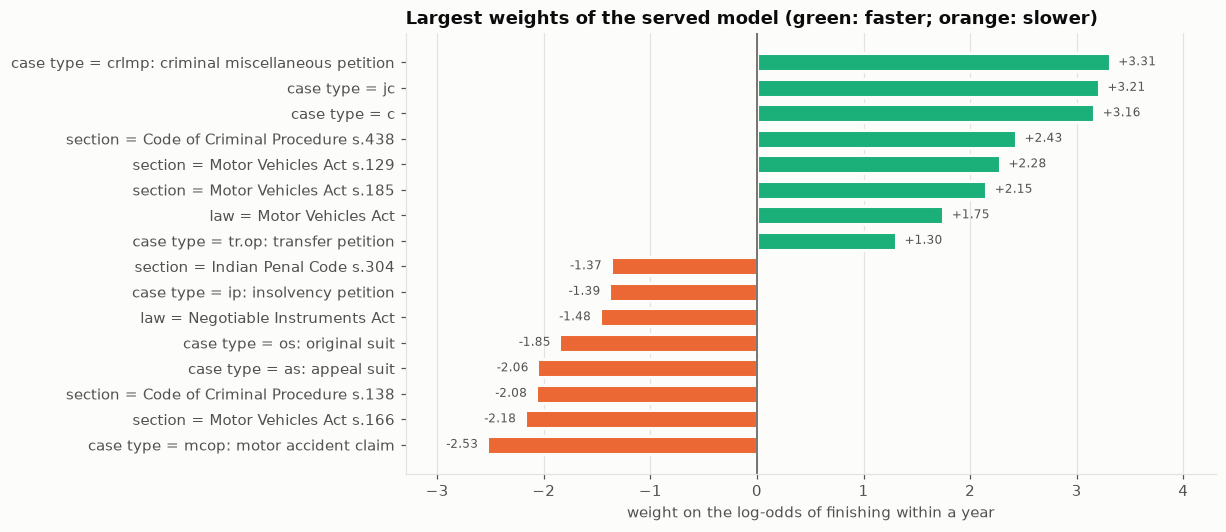 Largest weights of the served model (green: faster; orange: slower)
case type = crlmp: criminal miscellaneous petition +3.31
case type = jc +3.21
case type = c +3.16
section = Code of Criminal Procedure s.438 +2.43
section = Motor Vehicles Act s.129 +2.28
section = Motor Vehicles Act s.185 +2.15
law = Motor Vehicles Act +1.75
case type = tr.op: transfer petition +1.30
section = Indian Penal Code s.304 -1.37
case type = ip: insolvency petition -1.39
law = Negotiable Instruments Act -1.48
case type = os: original suit -1.85
case type = as: appeal suit -2.06
section = Code of Criminal Procedure s.138 -2.08
section = Motor Vehicles Act s.166 -2.18
case type = mcop: motor accident claim -2.53
−3 −2 −1 0 1 2 3 4
weight on the log-odds of finishing within a year